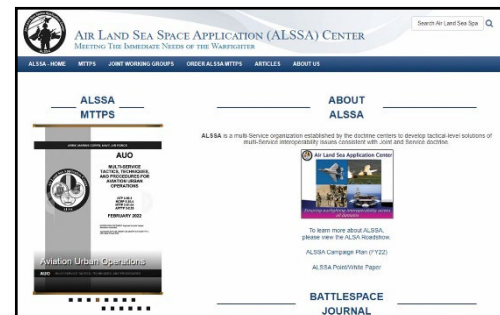 AIR LAND SEA SPACE APPLICATION (ALSSA) CENTER
MEETING THE IMMEDIATE NEEDS OF THE WARFIGHTER
Search Air Land Sea Spa
ALSSA - HOME MTTPS JOINT WORKING GROUPS ORDER ALSSA MTTPS ARTICLES ABOUT US
ALSSA
MTTPS
AUO
MULTI-SERVICE
TACTICS, TECHNIQUES,
AND PROCEDURES FOR
AVIATION URBAN
OPERATIONS
FEBRUARY 2022
Aviation Urban Operations
ABOUT
ALSSA
ALSSA is a multi-Service organization established by the doctrine centers to develop tactical-level solutions of
multi-Service interoperability issues consistent with Joint and Service doctrine.
Air Land Sea Application Center
To learn more about ALSSA,
please view the ALSA Roadshow.
ALSSA Campaign Plan (FY22)
ALSSA Point/White Paper
BATTLESPACE
JOURNAL